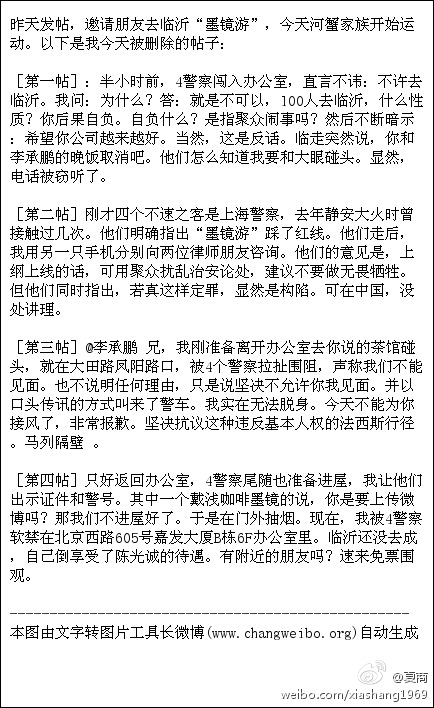 昨天发帖，邀请朋友去临沂“墨镜游”，今天河蟹家族开始运
动。以下是我今天被删除的帖子：
［第一帖］：半小时前，4警察闯入办公室，直言不讳：不许去
临沂。我问：为什么？答：就是不可以，100人去临沂，什么性
质？你后果自负。自负什么？是指聚众闹事吗？然后不断暗示
：希望你公司越来越好。当然，这是反话。临走突然说，你和
李承鹏的晚饭取消吧。他们怎么知道我要和大眼碰头。显然，
电话被窃听了。
［第二帖］刚才四个不速之客是上海警察，去年静安大火时曾
接触过几次。他们明确指出“墨镜游”踩了红线。他们走后，
我用另一只手机分别向两位律师朋友咨询。他们的意见是，上
纲上线的话，可用聚众扰乱治安论处，建议不要做无畏牺牲。
但他们同时指出，若真这样定罪，显然是构陷。可在中国，没
处讲理。
［第三帖］@李承鹏 兄，我刚准备离开办公室去你说的茶馆碰
头，就在大田路凤阳路口，被4个警察拉扯围阻，声称我们不能
见面。也不说明任何理由，只是说坚决不允许你我见面。并以
口头传讯的方式叫来了警车。我实在无法脱身。今天不能为你
接风了，非常报歉。坚决抗议这种违反基本人权的法西斯行径
。马列隔壁 。
［第四帖］只好返回办公室，4警察尾随也准备进屋，我让他们
出示证件和警号。其中一个戴浅咖啡墨镜的说，你是要上传微
博吗？那我们不进屋好了。于是在门外抽烟。现在，我被4警察
软禁在北京西路605号嘉发大厦B栋6F办公室里。临沂还没去成
，自己倒享受了陈光诚的待遇。有附近的朋友吗？速来免票围
观。
本图由文字转图片工具长微博(www.changweibo.org)自动生成
@夏商
weibo.com/xiashang1969